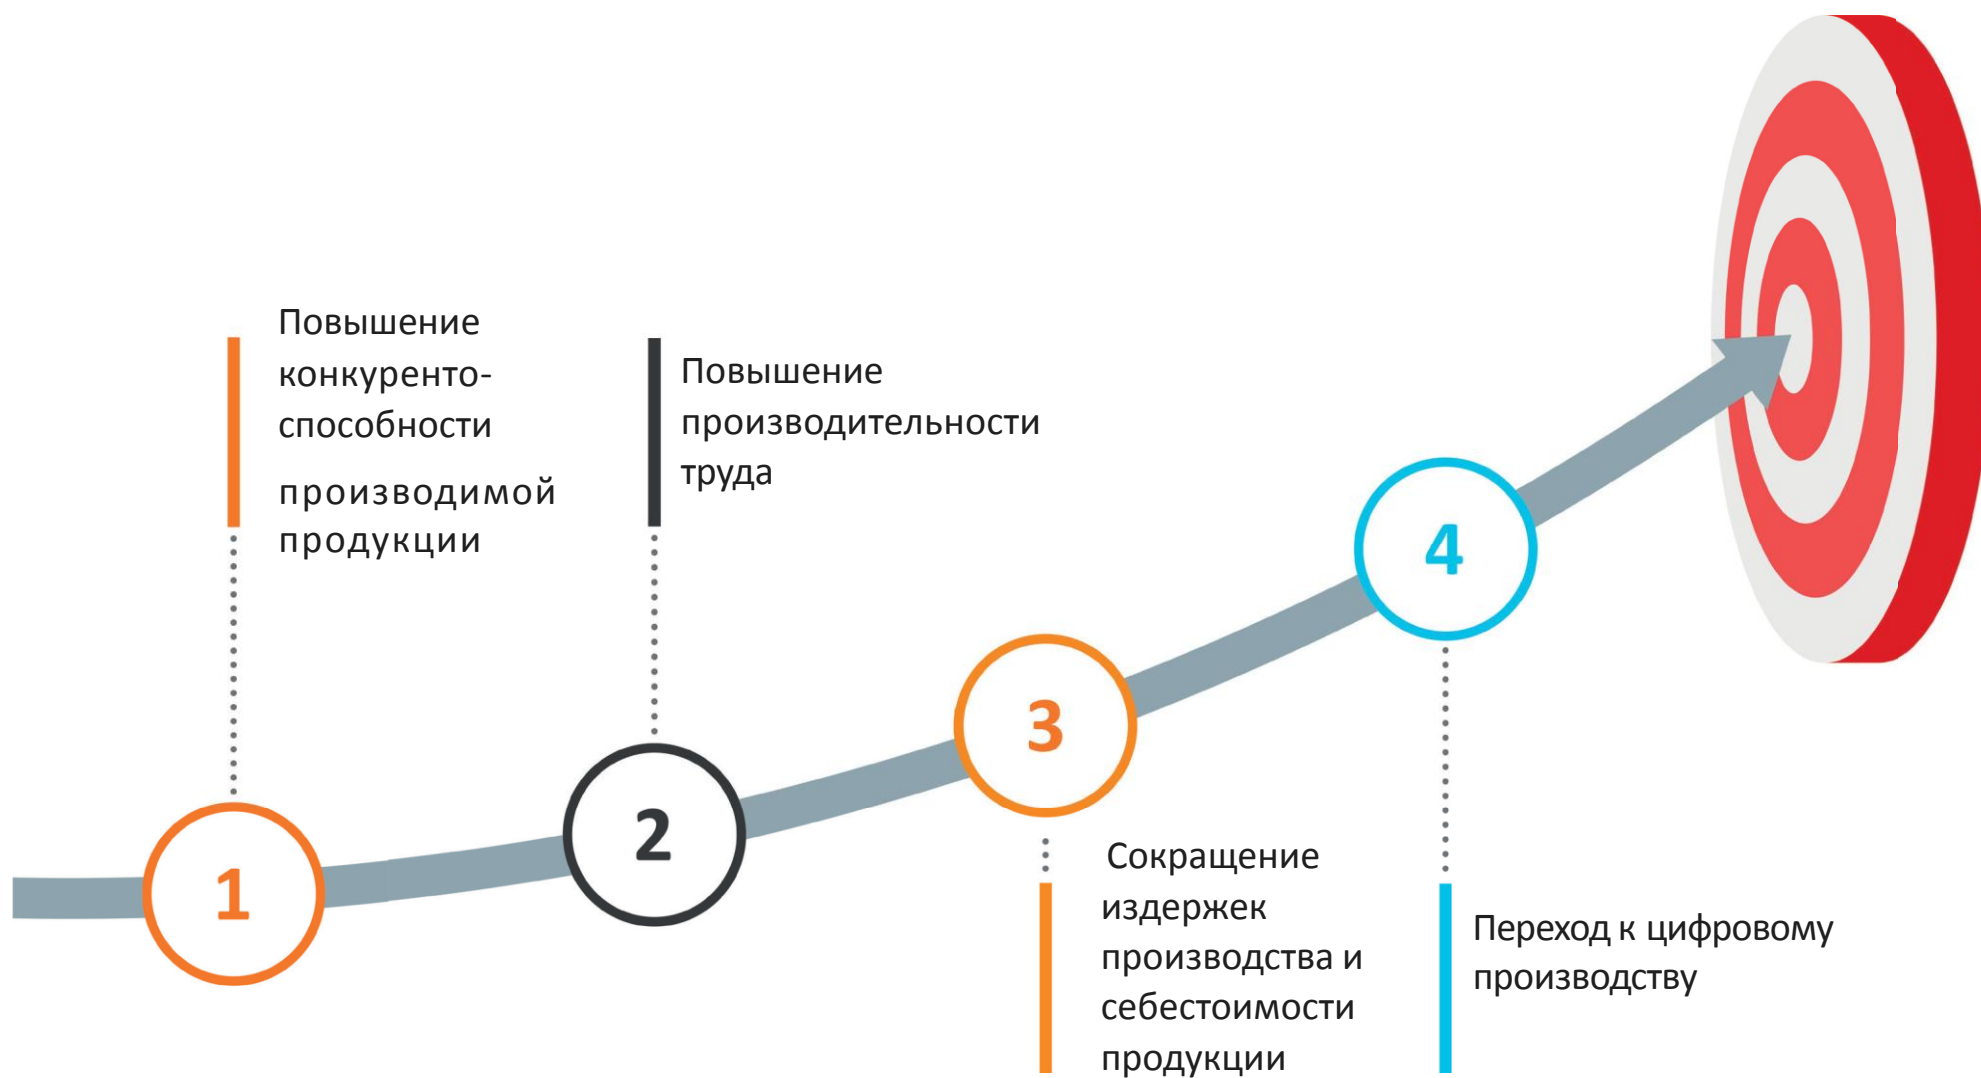 1
Повышение
конкуренто-
способности
производимой
продукции
2
Повышение
производительности
труда
3
Сокращение
издержек
производства и
себестоимости
продукции
4
Переход к цифровому
производству